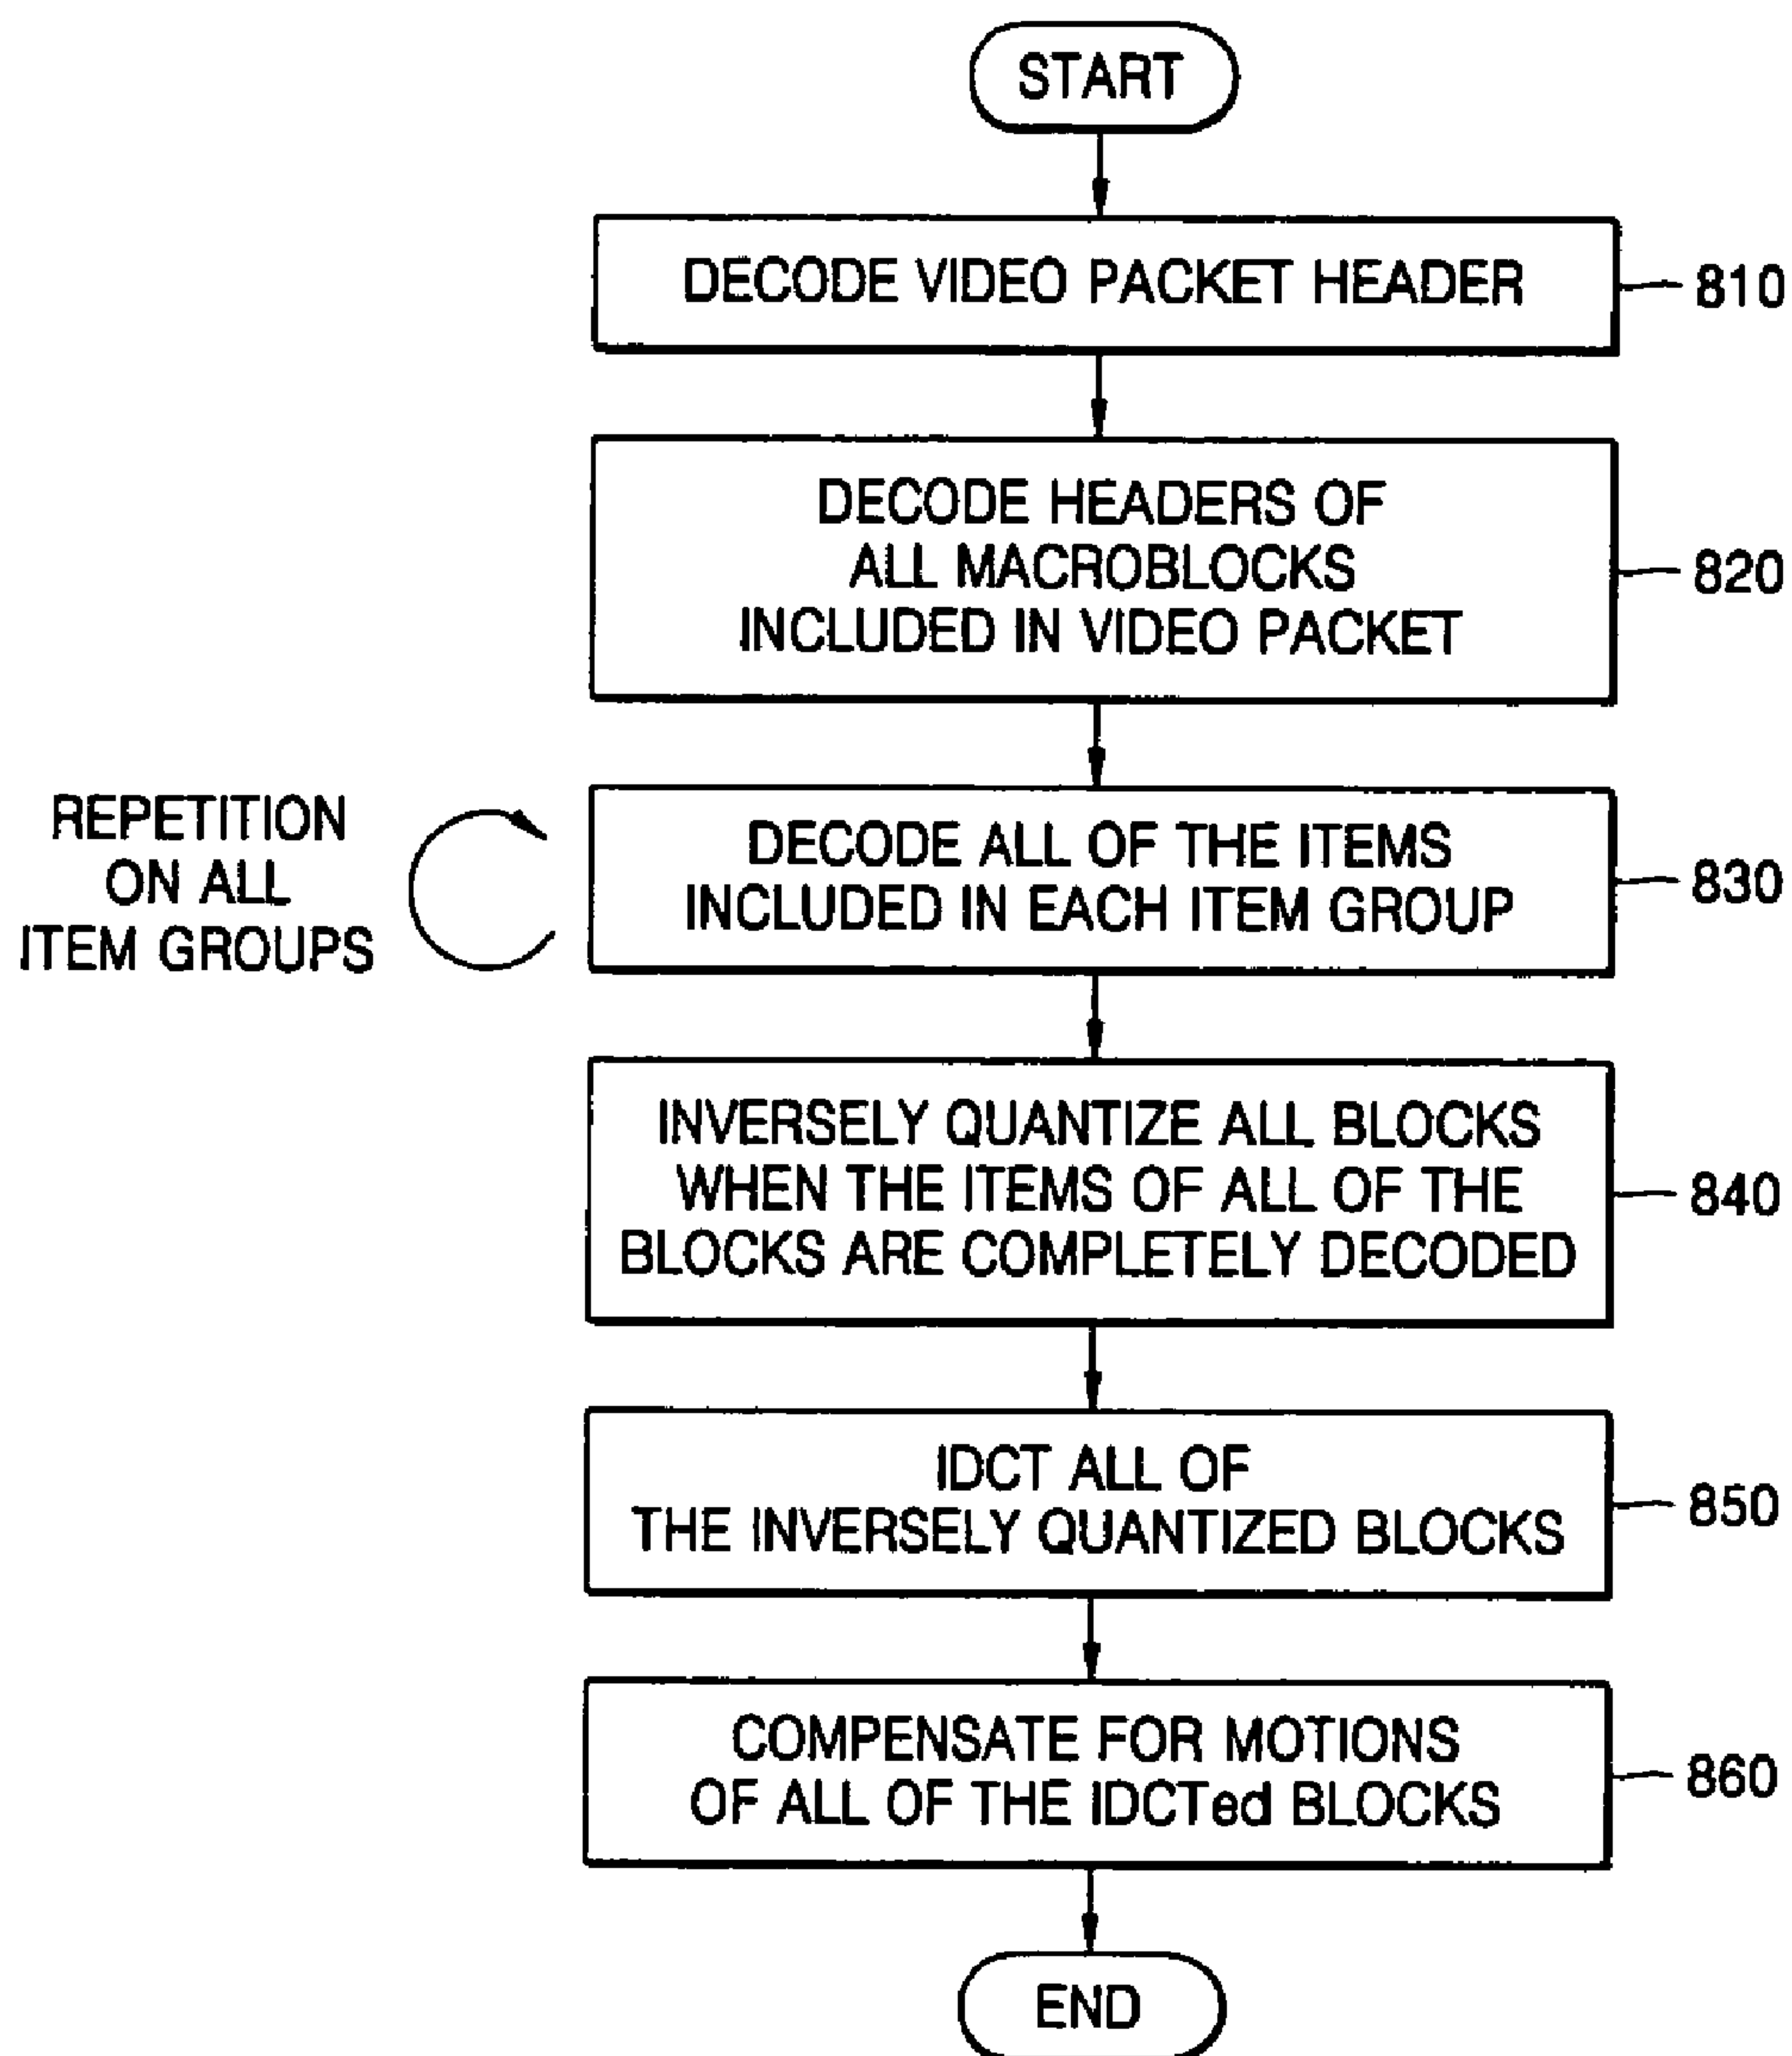 START
DECODE VIDEO PACKET HEADER
810
DECODE HEADERS OF
ALL MACROBLOCKS
INCLUDED IN VIDEO PACKET
820
REPETITION
ON ALL
ITEM GROUPS
DECODE ALL OF THE ITEMS
INCLUDED IN EACH ITEM GROUP
830
INVERSELY QUANTIZE ALL BLOCKS
WHEN THE ITEMS OF ALL OF THE
BLOCKS ARE COMPLETELY DECODED
840
IDCT ALL OF
THE INVERSELY QUANTIZED BLOCKS
850
COMPENSATE FOR MOTIONS
OF ALL OF THE IDCTed BLOCKS
860
END